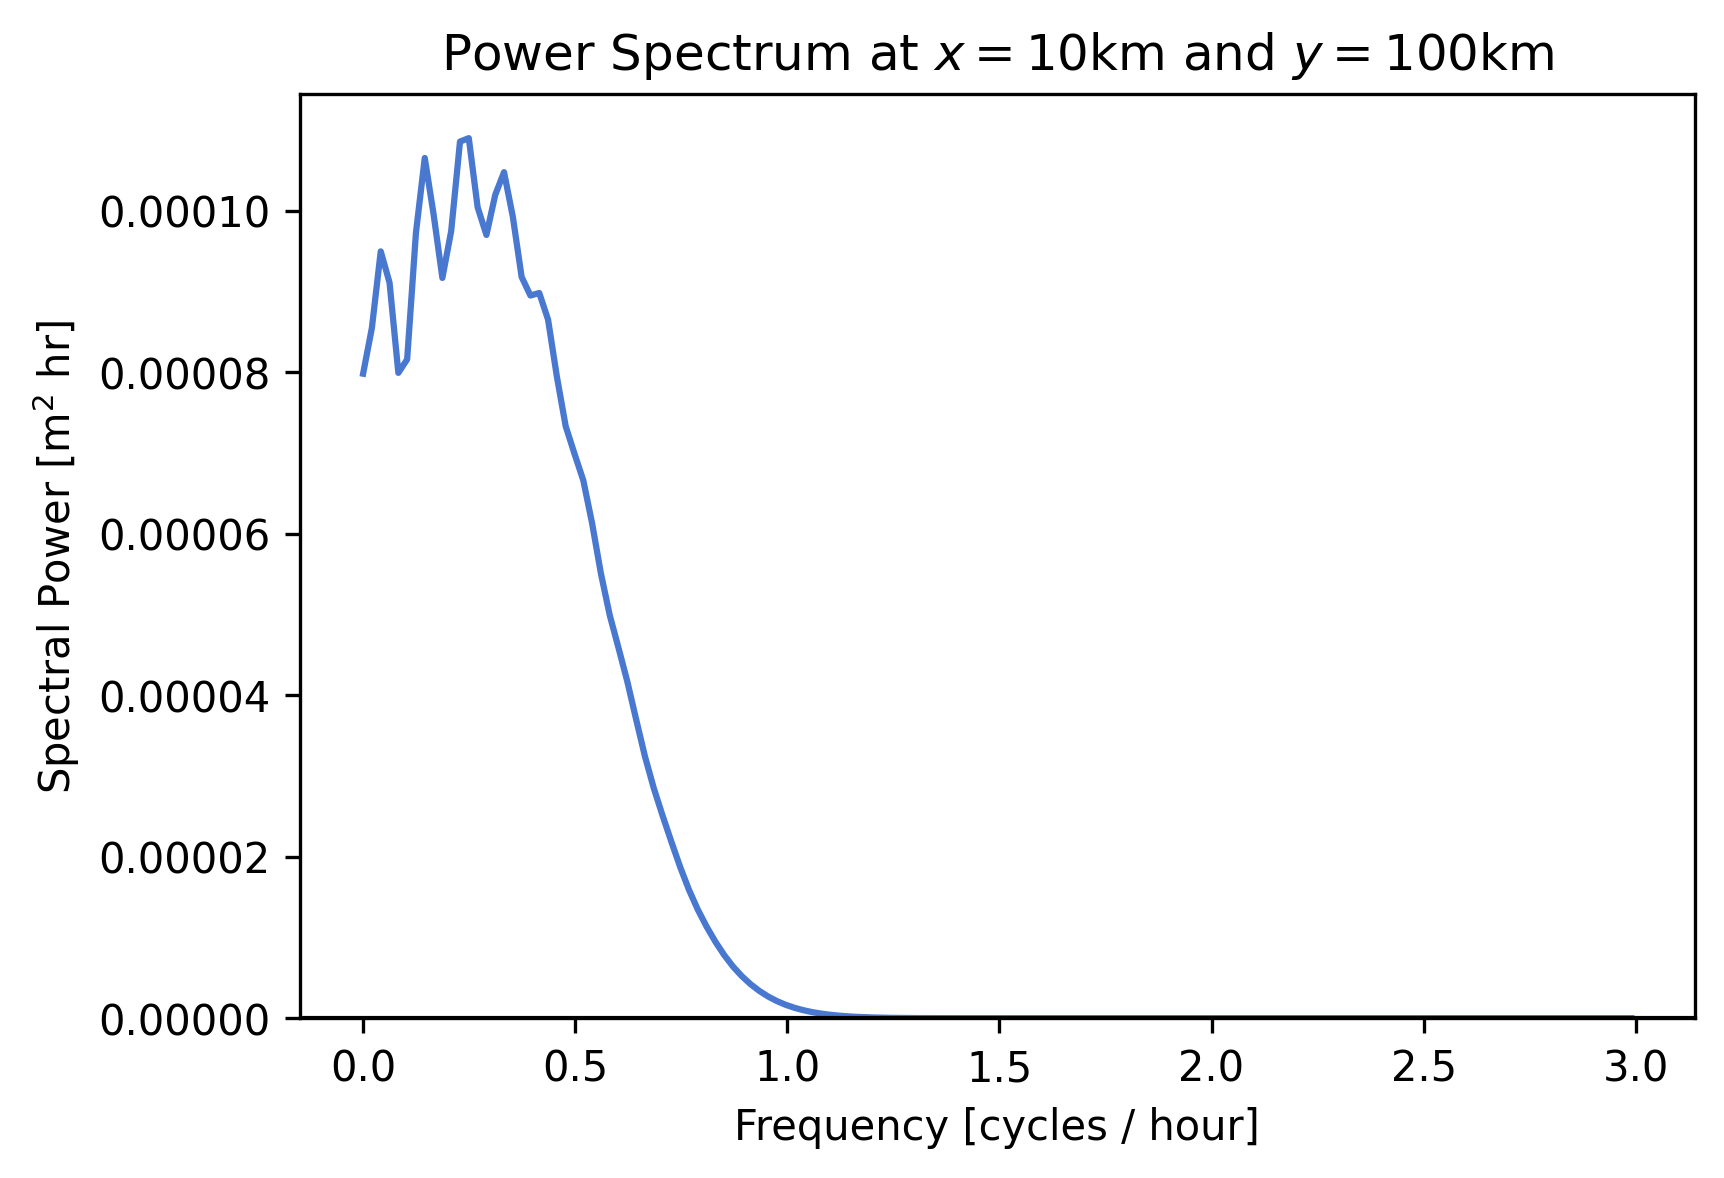 Power Spectrum at x = 10km and y = 100km
Spectral Power [m² hr]
0.00010
0.00008
0.00006
0.00004
0.00002
0.00000
0.0 0.5 1.0 1.5 2.0 2.5 3.0
Frequency [cycles / hour]